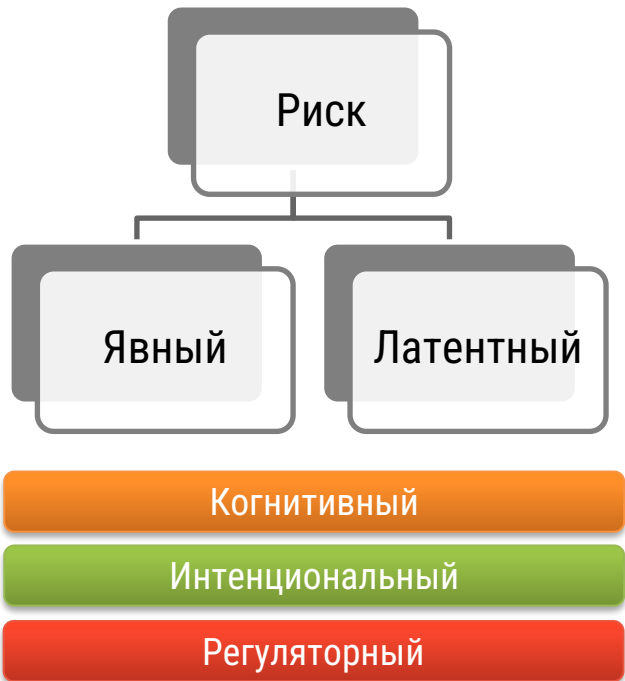 Риск
Явный
Латентный
Когнитивный
Интенциональный
Регуляторный